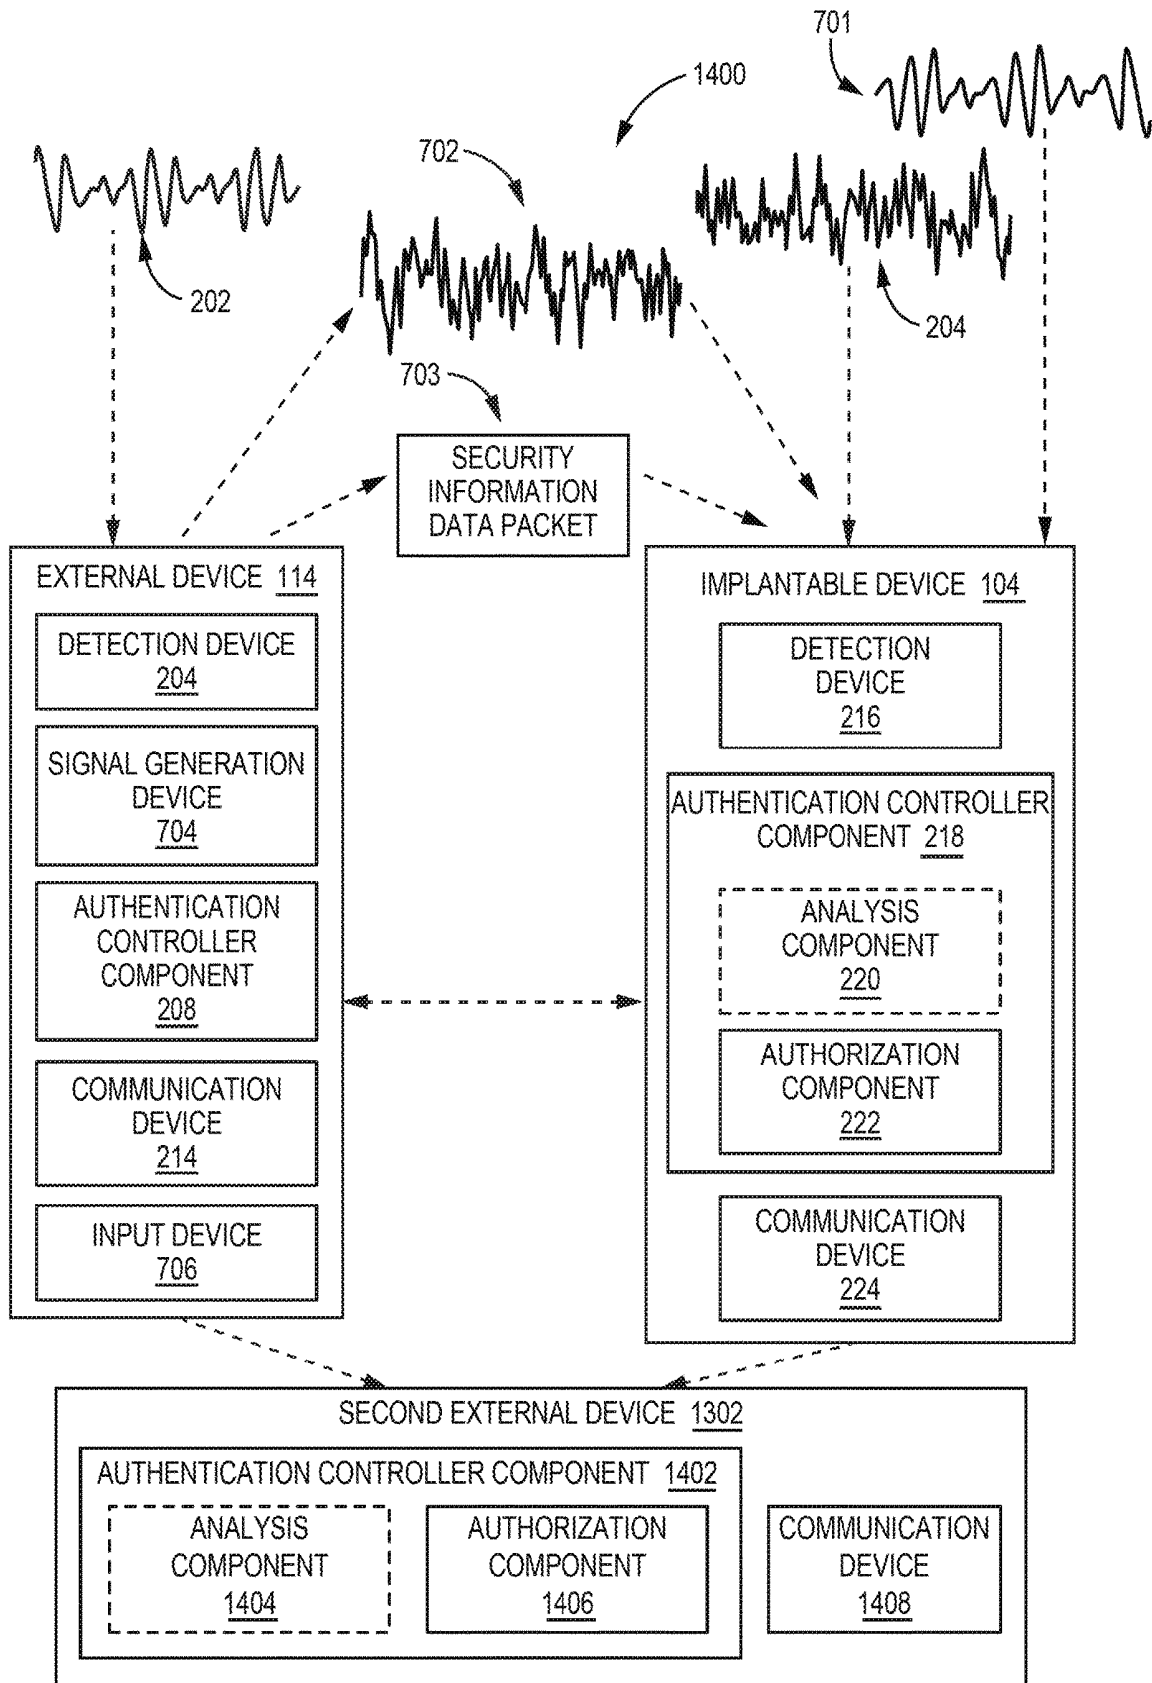 701
1400
702
202
204
703
SECURITY
INFORMATION
DATA PACKET
EXTERNAL DEVICE 114
DETECTION DEVICE
204
SIGNAL GENERATION
DEVICE
704
AUTHENTICATION
CONTROLLER
COMPONENT
208
COMMUNICATION
DEVICE
214
INPUT DEVICE
706
IMPLANTABLE DEVICE 104
DETECTION
DEVICE
216
AUTHENTICATION CONTROLLER
COMPONENT 218
ANALYSIS
COMPONENT
220
AUTHORIZATION
COMPONENT
222
COMMUNICATION
DEVICE
224
SECOND EXTERNAL DEVICE 1302
AUTHENTICATION CONTROLLER COMPONENT 1402
ANALYSIS
COMPONENT
1404
AUTHORIZATION
COMPONENT
1406
COMMUNICATION
DEVICE
1408